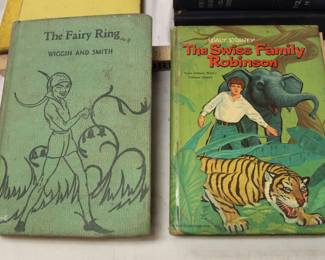 The Fairy Ring
WIGGIN AND SMITH
WALT DISNEY
The Swiss Family
Robinson